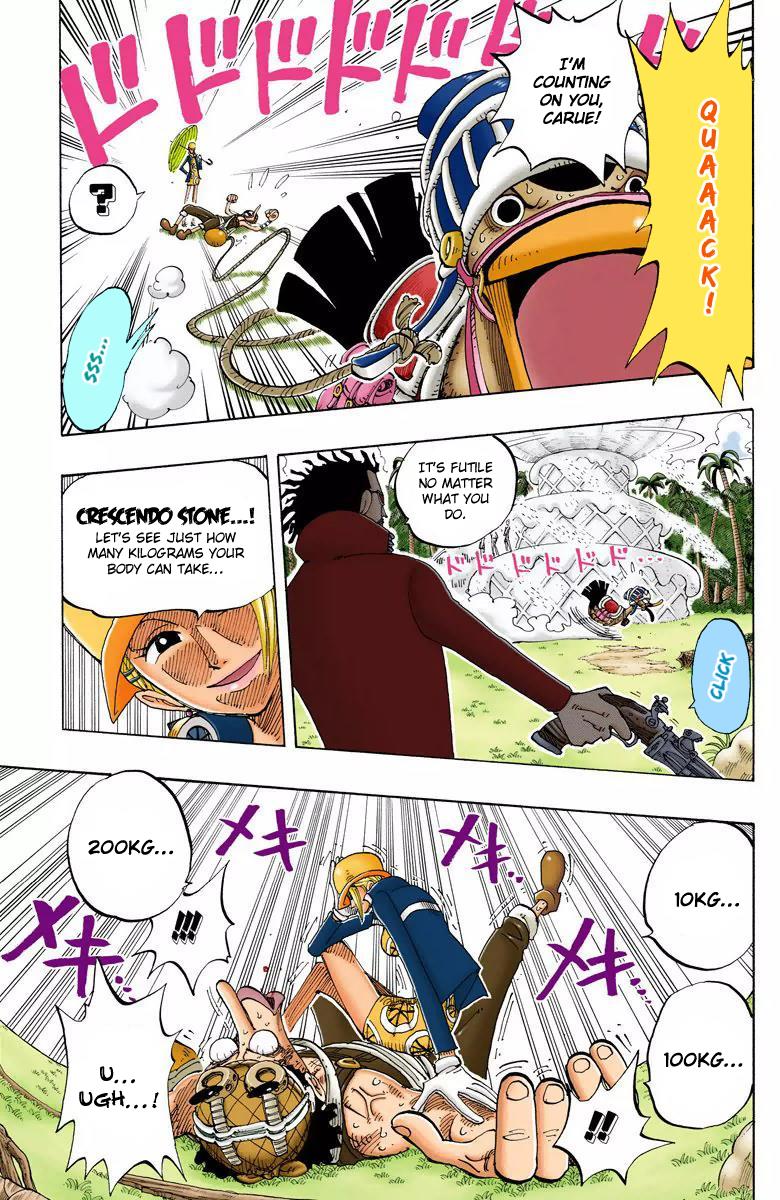 QUAAACK!
I'M
COUNTING
ON YOU,
CARUE!
ドドドドドドド
?
SSS...
IT'S FUTILE
NO MATTER
WHAT YOU
DO.
ドドドドドド...
CLICK
CRESCENDO STONE...!
LET'S SEE JUST HOW
MANY KILOGRAMS YOUR
BODY CAN TAKE...
10KG...
メキ...
100KG...
!!
メキ...
メキ
200KG...
!!!
メキ...
U...
UGH...!